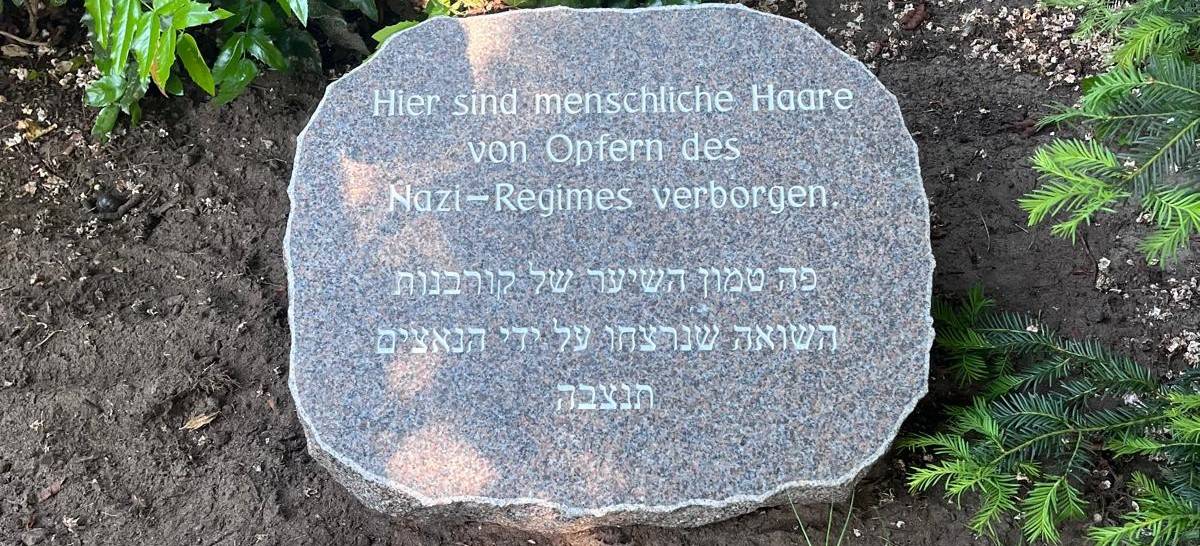 Hier sind menschliche Haare
von Opfern des
Nazi-Regimes verborgen.
פה טמון השיער של קורבנות
השואה שנרצחו על ידי הנאצים
תנצבה